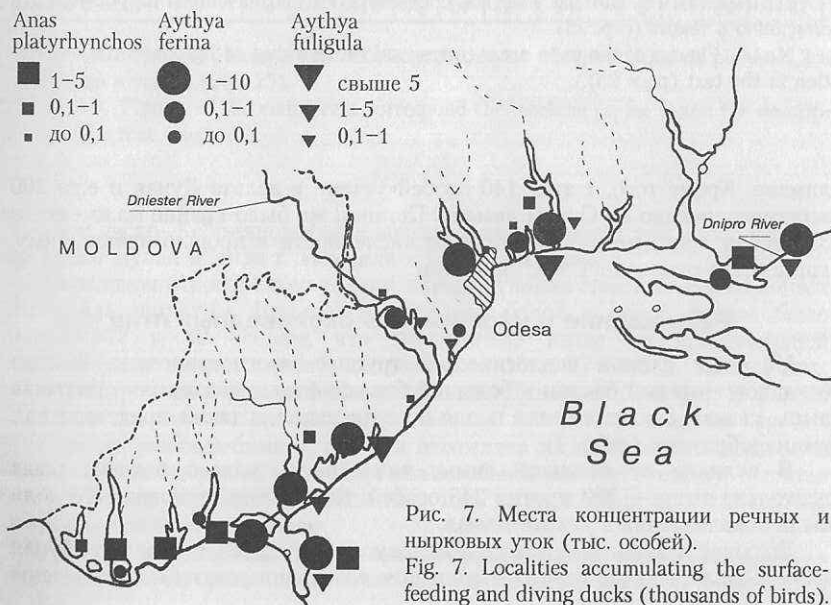 Anas Aythya Aythya
platyrhynchos ferina fuligula
1-5 1-10 свыше 5
0,1-1 0,1-1 1-5
до 0,1 до 0,1 0,1-1
Dniester River
MOLDOVA
Dnipro River
Odesa
Black
Sea
Рис. 7. Места концентрации речных и
нырковых уток (тыс. особей).
Fig. 7. Localities accumulating the surface-
feeding and diving ducks (thousands of birds).